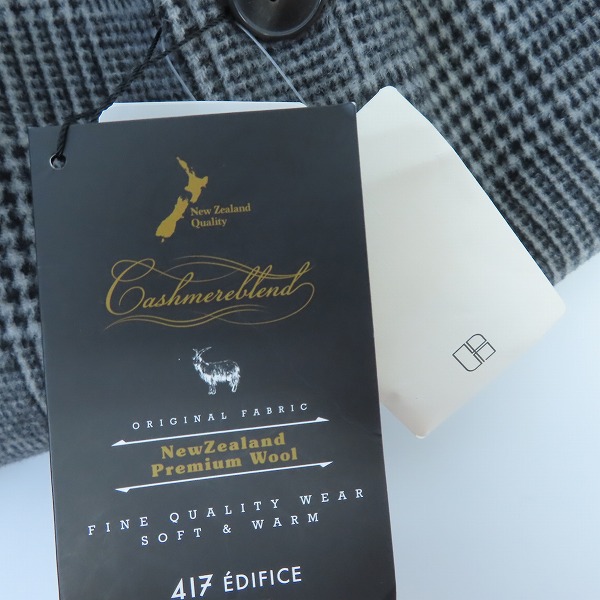 New Zealand
Quality
Cashmereblend
ORIGINAL FABRIC
NewZealand
Premium Wool
FINE QUALITY WEAR
SOFT & WARM
417 ÉDIFICE